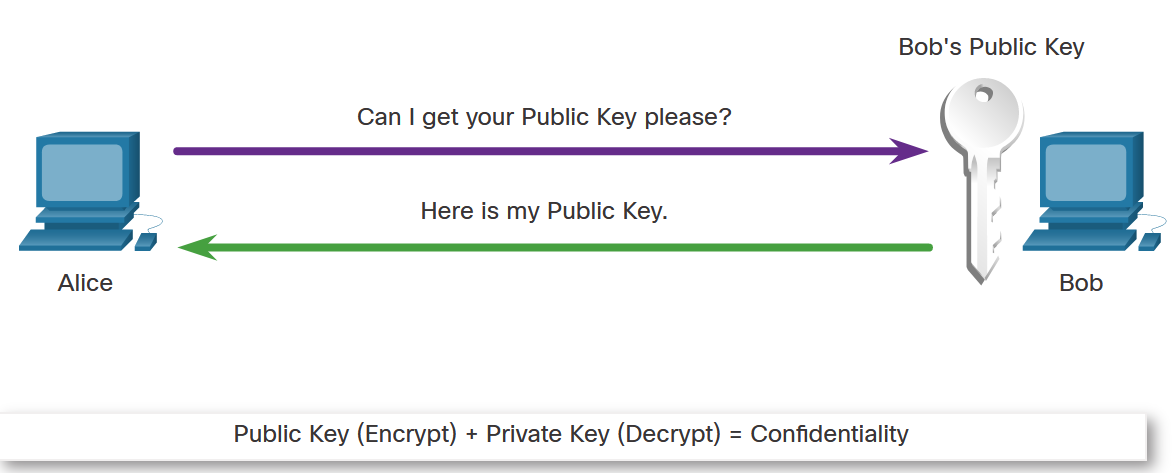 Bob's Public Key
Can I get your Public Key please?
Here is my Public Key.
Alice
Bob
Public Key (Encrypt) + Private Key (Decrypt) = Confidentiality